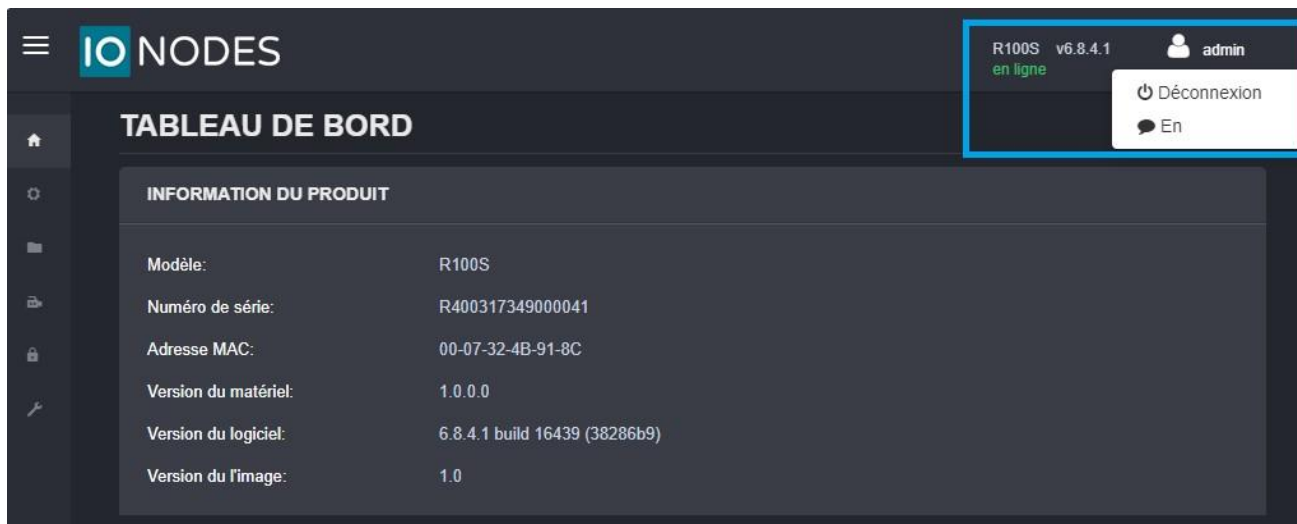 IONODES
R100S v6.8.4.1
admin
en ligne
Déconnexion
En
TABLEAU DE BORD
INFORMATION DU PRODUIT
Modèle: R100S
Numéro de série: R400317349000041
Adresse MAC: 00-07-32-4B-91-8C
Version du matériel: 1.0.0.0
Version du logiciel: 6.8.4.1 build 16439 (38286b9)
Version du l'image: 1.0